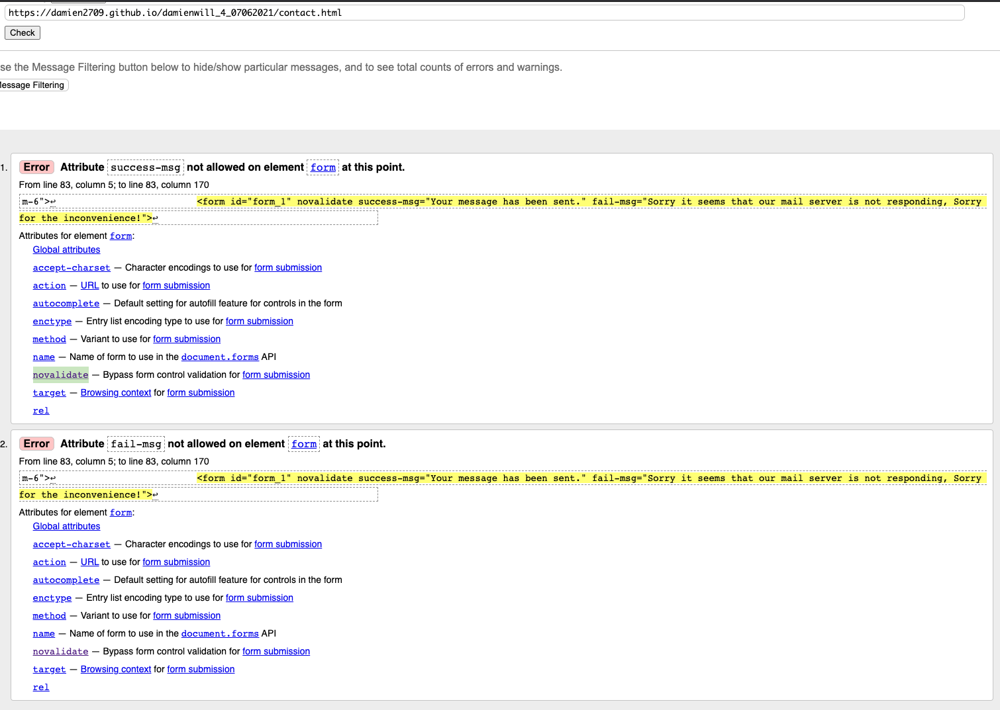 https://damien2709.github.io/damienwill_4_07062021/contact.html
Check
se the Message Filtering button below to hide/show particular messages, and to see total counts of errors and warnings.
Message Filtering
1. Error Attribute success-msg not allowed on element form at this point.
From line 83, column 5; to line 83, column 170
m-6">↩ <form id="form_1" novalidate success-msg="Your message has been sent." fail-msg="Sorry it seems that our mail server is not responding, Sorry
for the inconvenience!">↩
Attributes for element form:
Global attributes
accept-charset — Character encodings to use for form submission
action — URL to use for form submission
autocomplete — Default setting for autofill feature for controls in the form
enctype — Entry list encoding type to use for form submission
method — Variant to use for form submission
name — Name of form to use in the document.forms API
novalidate — Bypass form control validation for form submission
target — Browsing context for form submission
rel
2. Error Attribute fail-msg not allowed on element form at this point.
From line 83, column 5; to line 83, column 170
m-6">↩ <form id="form_1" novalidate success-msg="Your message has been sent." fail-msg="Sorry it seems that our mail server is not responding, Sorry
for the inconvenience!">↩
Attributes for element form:
Global attributes
accept-charset — Character encodings to use for form submission
action — URL to use for form submission
autocomplete — Default setting for autofill feature for controls in the form
enctype — Entry list encoding type to use for form submission
method — Variant to use for form submission
name — Name of form to use in the document.forms API
novalidate — Bypass form control validation for form submission
target — Browsing context for form submission
rel